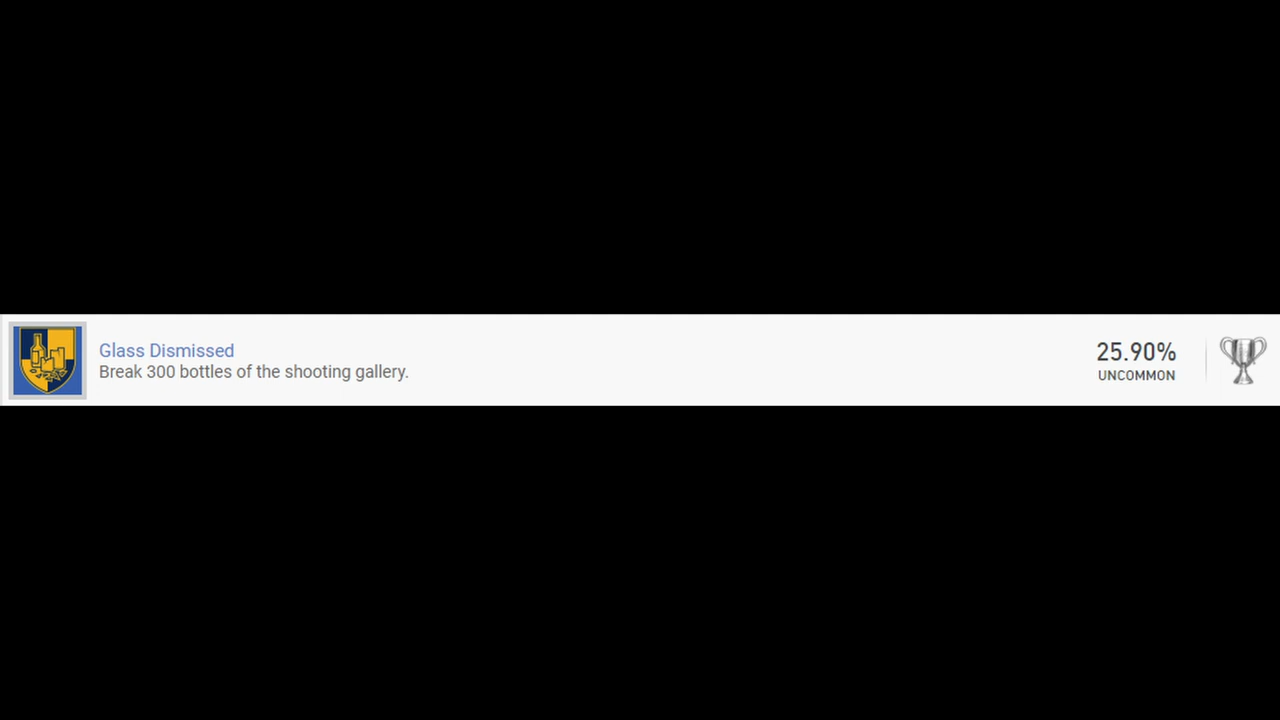 Glass Dismissed
Break 300 bottles of the shooting gallery.
25.90%
UNCOMMON